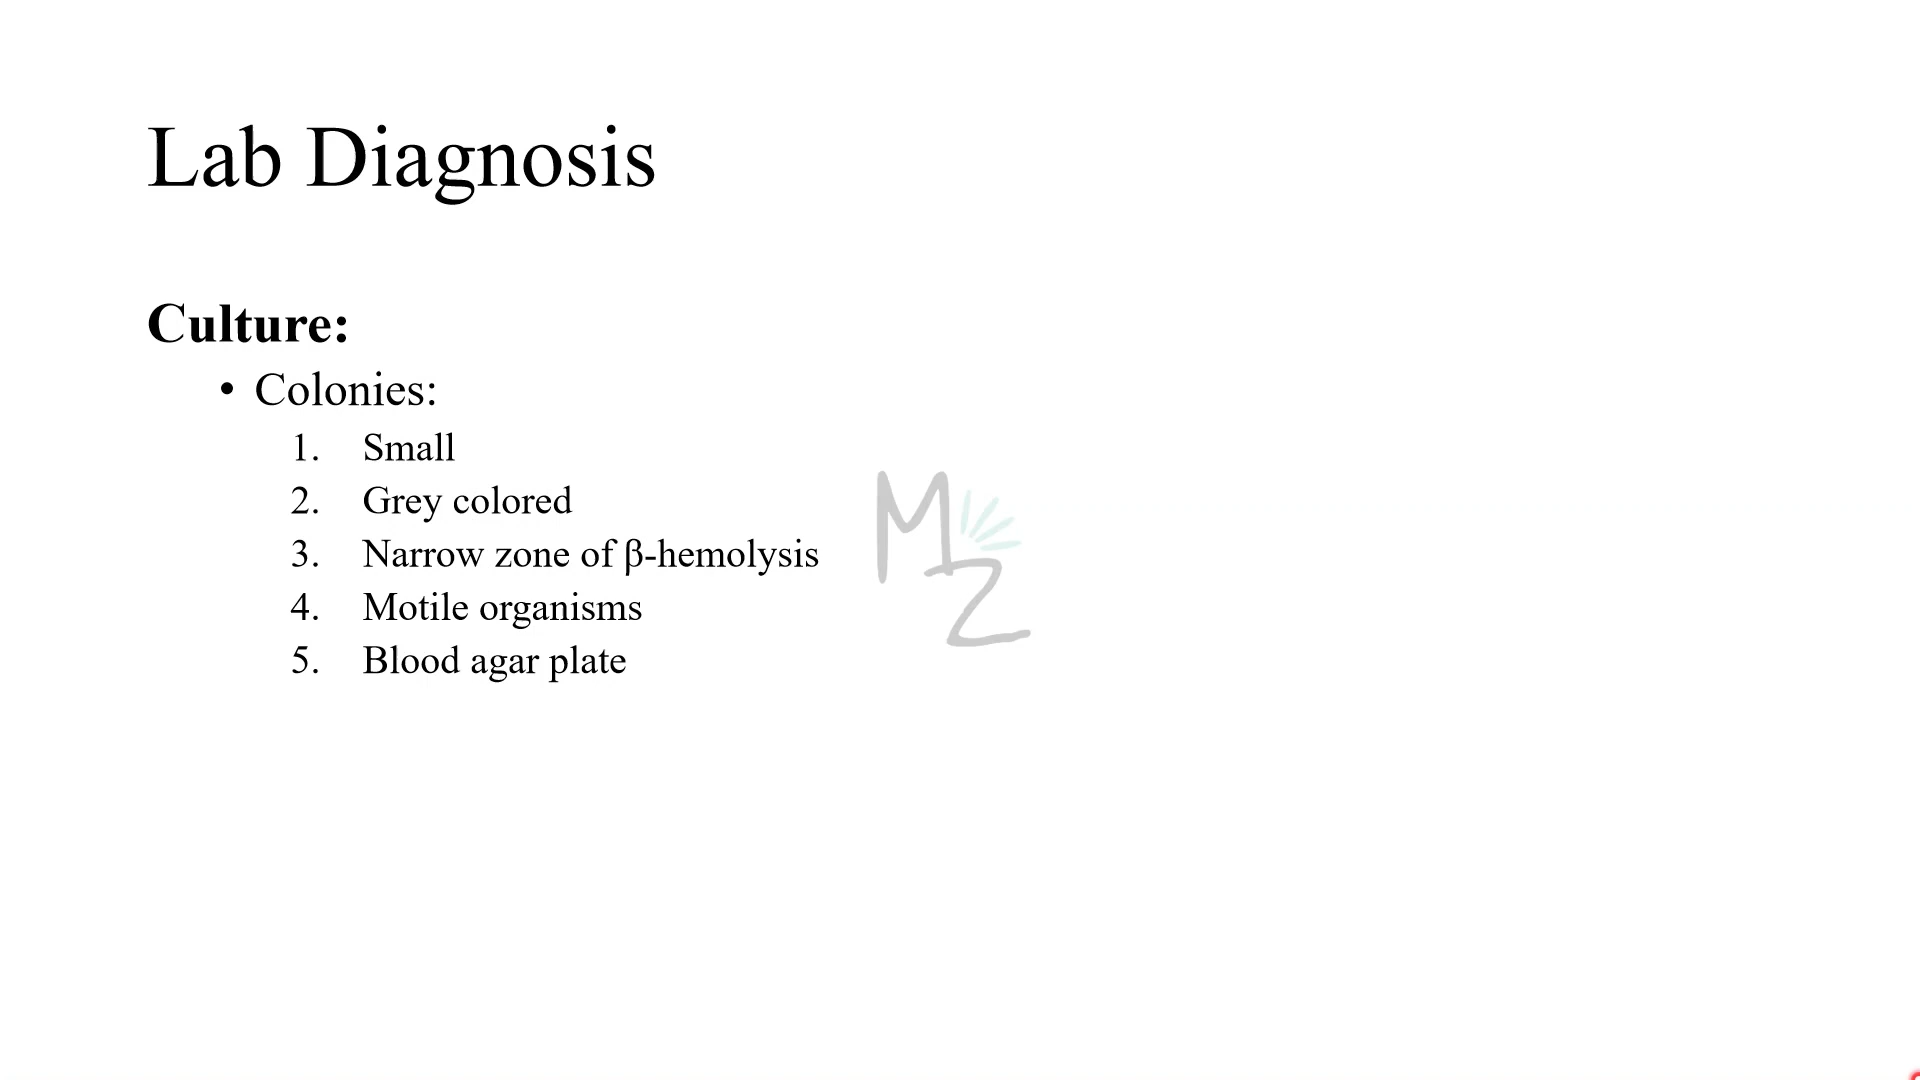 Lab Diagnosis
Culture:
• Colonies:
1. Small
2. Grey colored
3. Narrow zone of β-hemolysis
4. Motile organisms
5. Blood agar plate
MZ